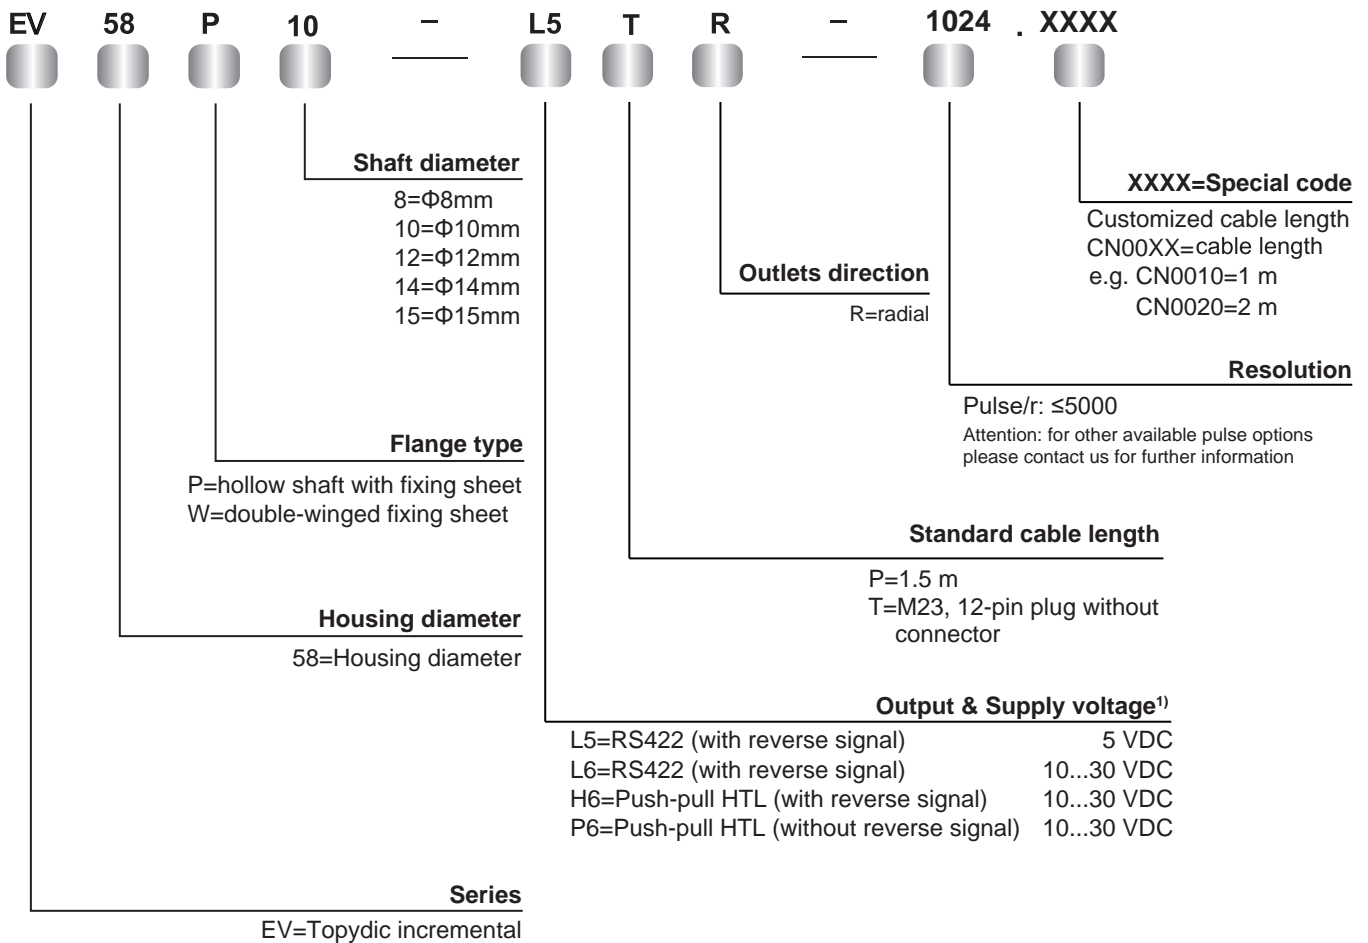 EV 58 P 10 – L5 T R – 1024 . XXXX
Shaft diameter
8=Φ8mm
10=Φ10mm
12=Φ12mm
14=Φ14mm
15=Φ15mm
XXXX=Special code
Customized cable length
CN00XX=cable length
e.g. CN0010=1 m
CN0020=2 m
Outlets direction
R=radial
Resolution
Pulse/r: ≤5000
Attention: for other available pulse options
please contact us for further information
Flange type
P=hollow shaft with fixing sheet
W=double-winged fixing sheet
Standard cable length
P=1.5 m
T=M23, 12-pin plug without
connector
Housing diameter
58=Housing diameter
Output & Supply voltage¹⁾
L5=RS422 (with reverse signal) 5 VDC
L6=RS422 (with reverse signal) 10...30 VDC
H6=Push-pull HTL (with reverse signal) 10...30 VDC
P6=Push-pull HTL (without reverse signal) 10...30 VDC
Series
EV=Topydic incremental